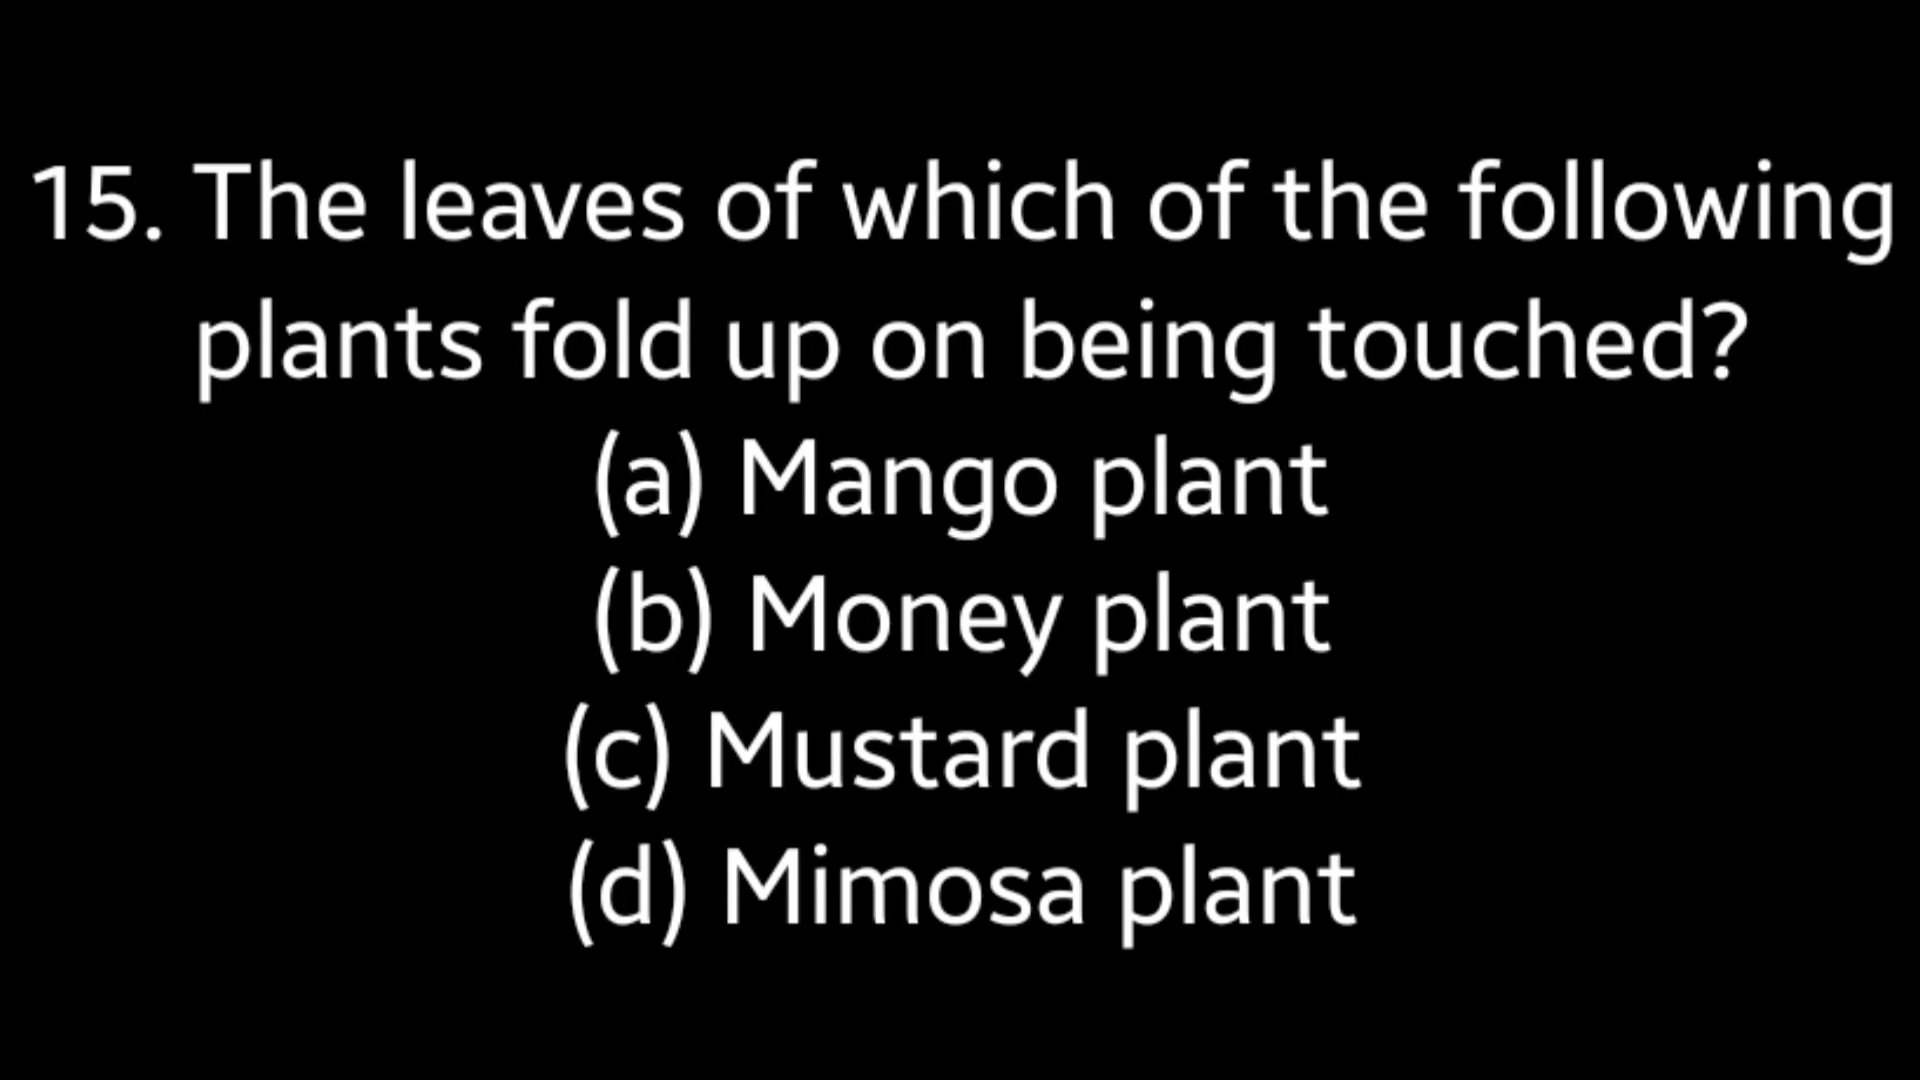 15. The leaves of which of the following
plants fold up on being touched?
(a) Mango plant
(b) Money plant
(c) Mustard plant
(d) Mimosa plant